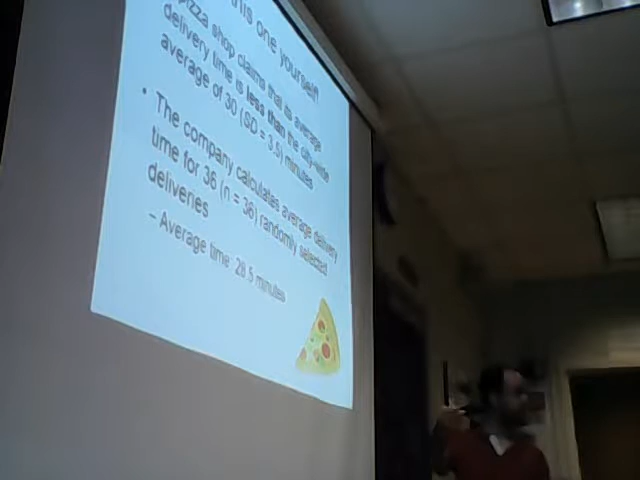 this one yourself!
pizza shop claims that its average
delivery time is less than the city-wide
average of 30 (SD = 3.5) minutes
• The company calculates average delivery
time for 36 (n = 36) randomly selected
deliveries
– Average time: 28.5 minutes